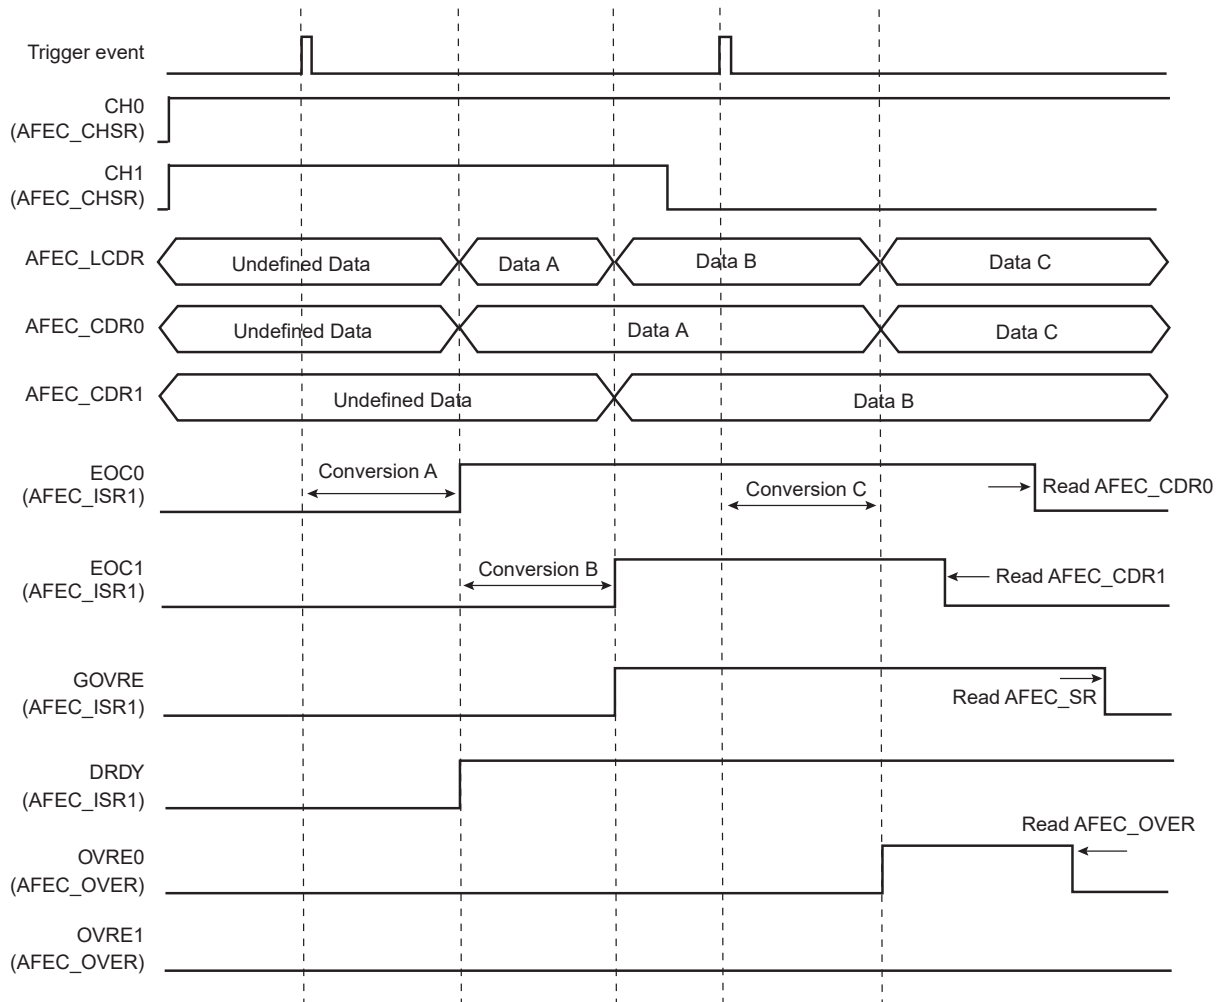 Trigger event
CH0
(AFEC_CHSR)
CH1
(AFEC_CHSR)
AFEC_LCDR
Undefined Data
Data A
Data B
Data C
AFEC_CDR0
Undefined Data
Data A
Data C
AFEC_CDR1
Undefined Data
Data B
EOC0
(AFEC_ISR1)
Conversion A
Conversion C
Read AFEC_CDR0
EOC1
(AFEC_ISR1)
Conversion B
Read AFEC_CDR1
GOVRE
(AFEC_ISR1)
Read AFEC_SR
DRDY
(AFEC_ISR1)
Read AFEC_OVER
OVRE0
(AFEC_OVER)
OVRE1
(AFEC_OVER)